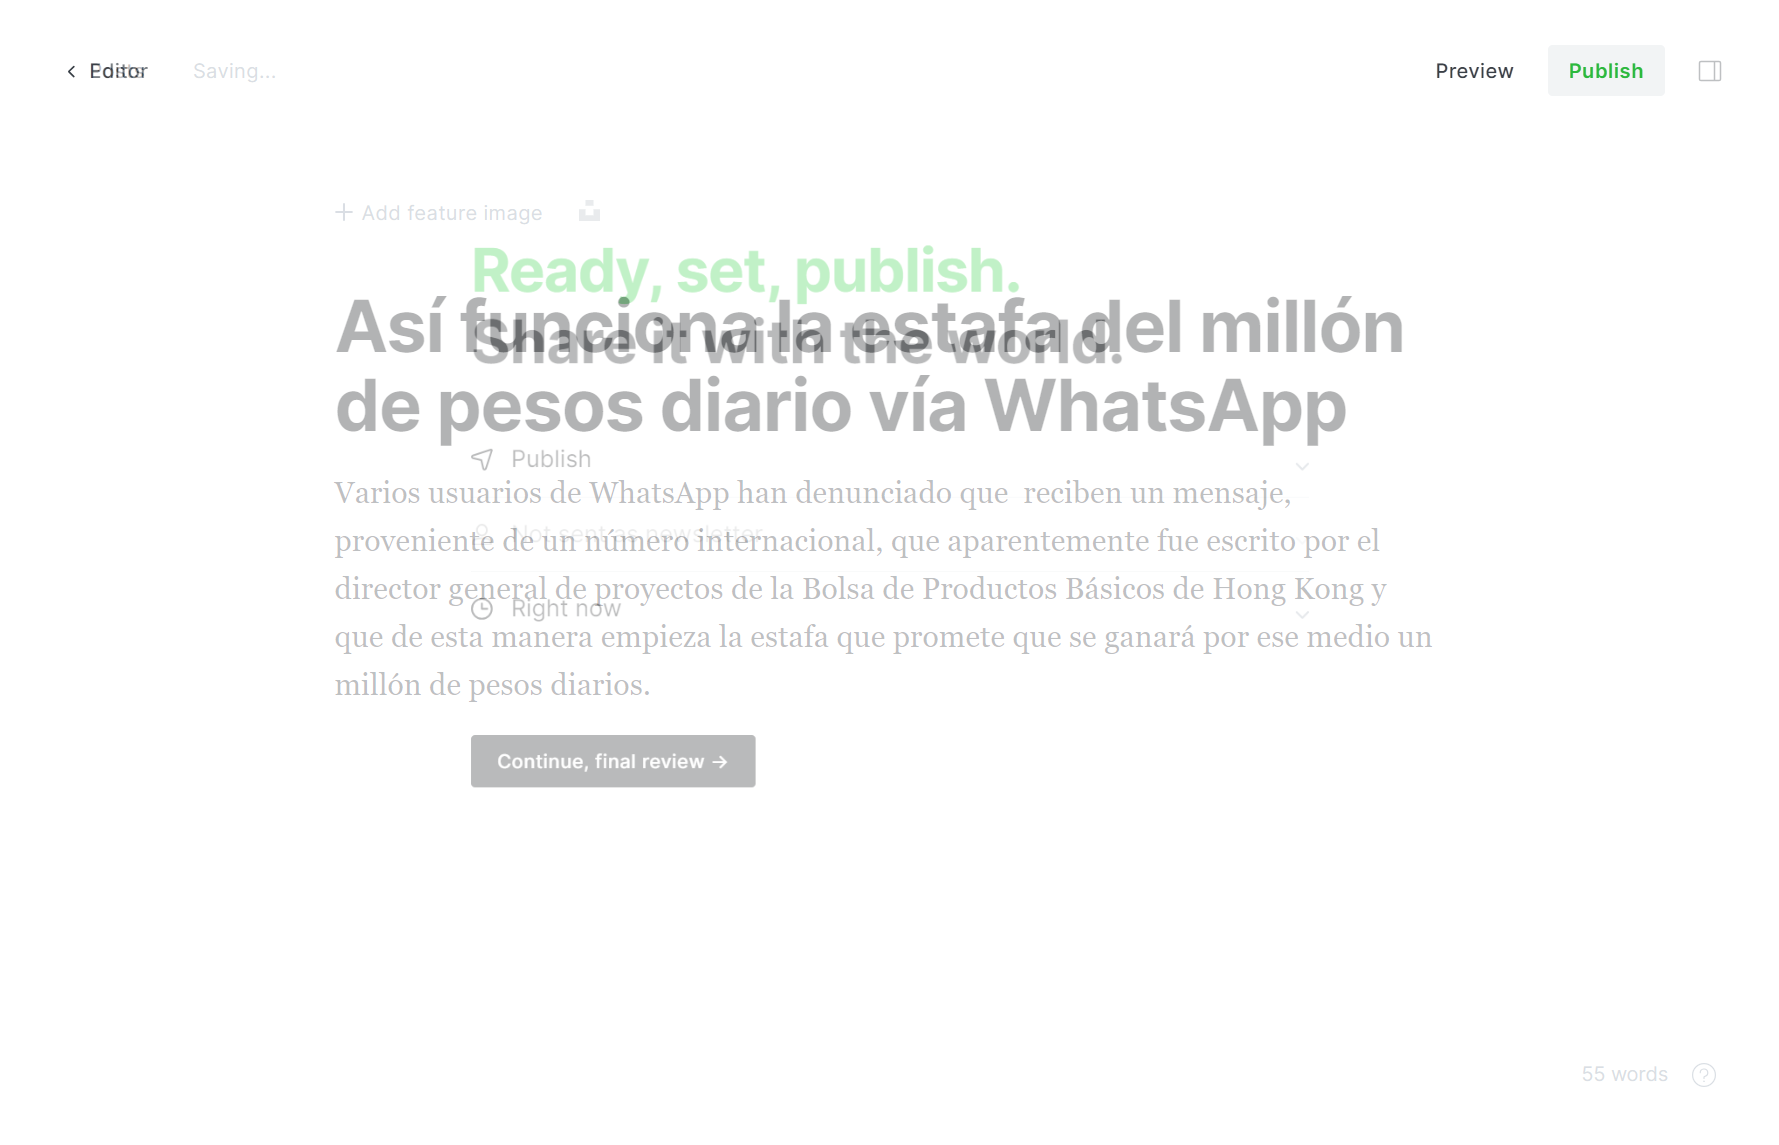 Editor
Posts
Saving...
Preview
Publish
Add feature image
Ready, set, publish.
Share it with the world.
Así funciona la estafa del millón
de pesos diario vía WhatsApp
Publish
Varios usuarios de WhatsApp han denunciado que  reciben un mensaje,
Not sent as newsletter
proveniente de un número internacional, que aparentemente fue escrito por el
director general de proyectos de la Bolsa de Productos Básicos de Hong Kong y
Right now
que de esta manera empieza la estafa que promete que se ganará por ese medio un
millón de pesos diarios.
Continue, final review →
55 words